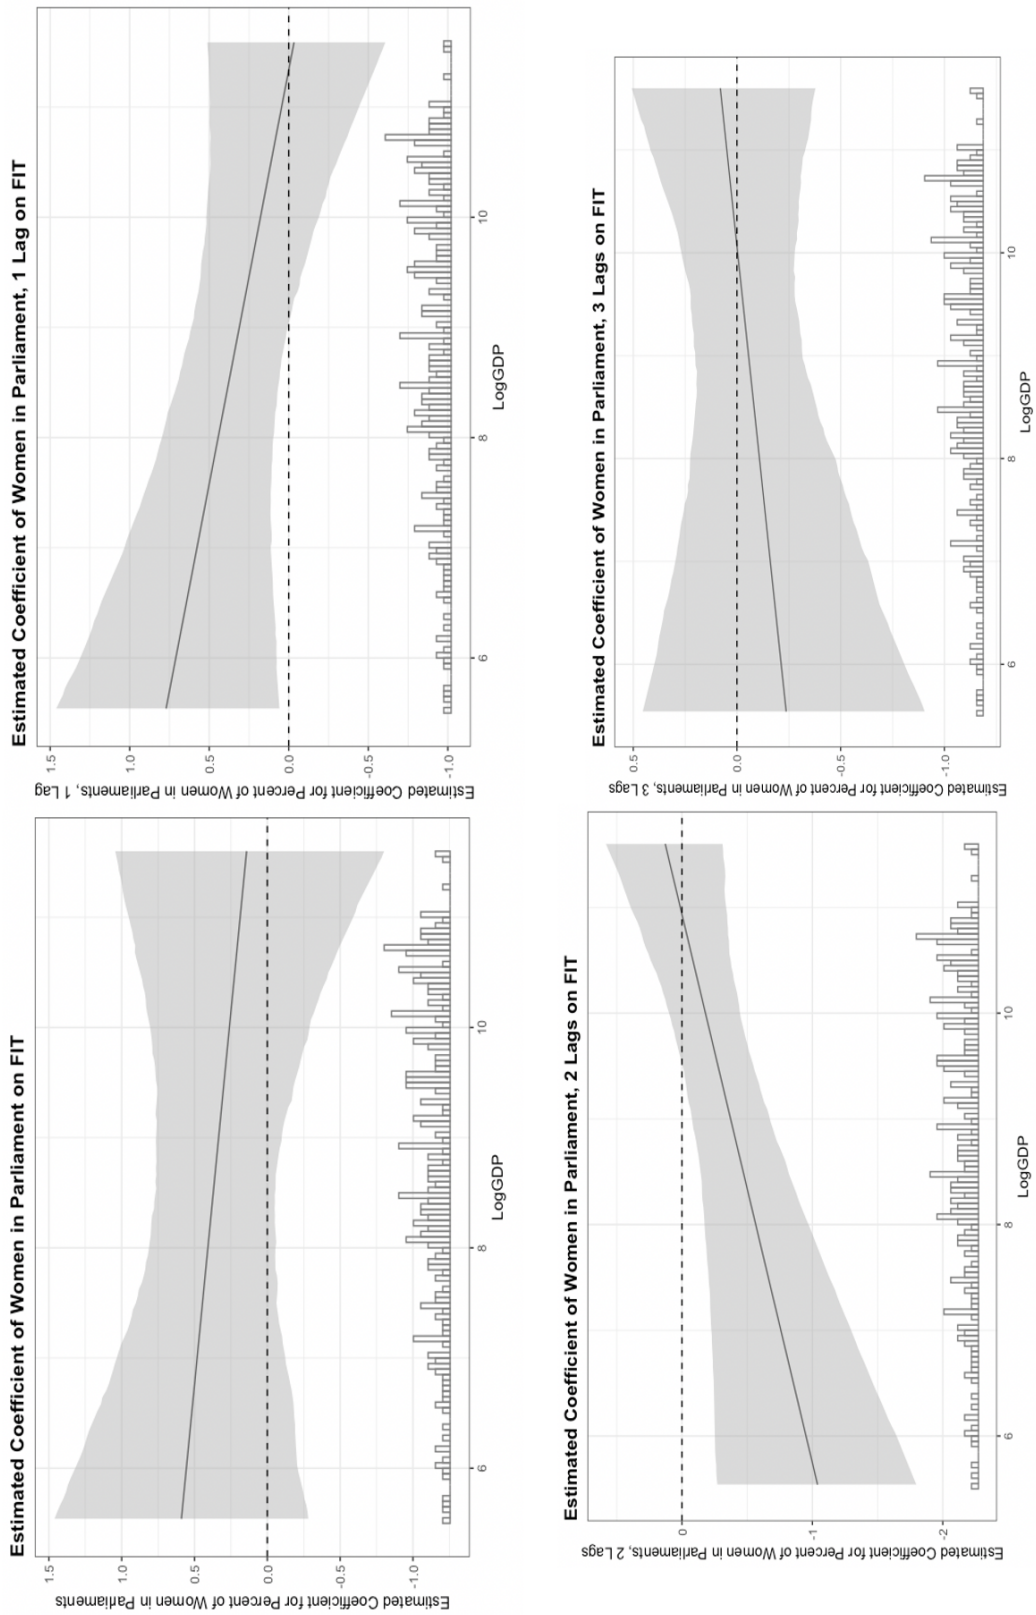 Estimated Coefficient of Women in Parliament on FIT
Estimated Coefficient for Percent of Women in Parliaments
1.5
1.0
0.5
0.0
-0.5
-1.0
6 8 10
LogGDP
Estimated Coefficient of Women in Parliament, 1 Lag on FIT
Estimated Coefficient for Percent of Women in Parliaments, 1 Lag
1.5
1.0
0.5
0.0
-0.5
-1.0
6 8 10
LogGDP
Estimated Coefficient of Women in Parliament, 2 Lags on FIT
Estimated Coefficient for Percent of Women in Parliaments, 2 Lags
0
-1
-2
6 8 10
LogGDP
Estimated Coefficient of Women in Parliament, 3 Lags on FIT
Estimated Coefficient for Percent of Women in Parliaments, 3 Lags
0.5
0.0
-0.5
-1.0
6 8 10
LogGDP